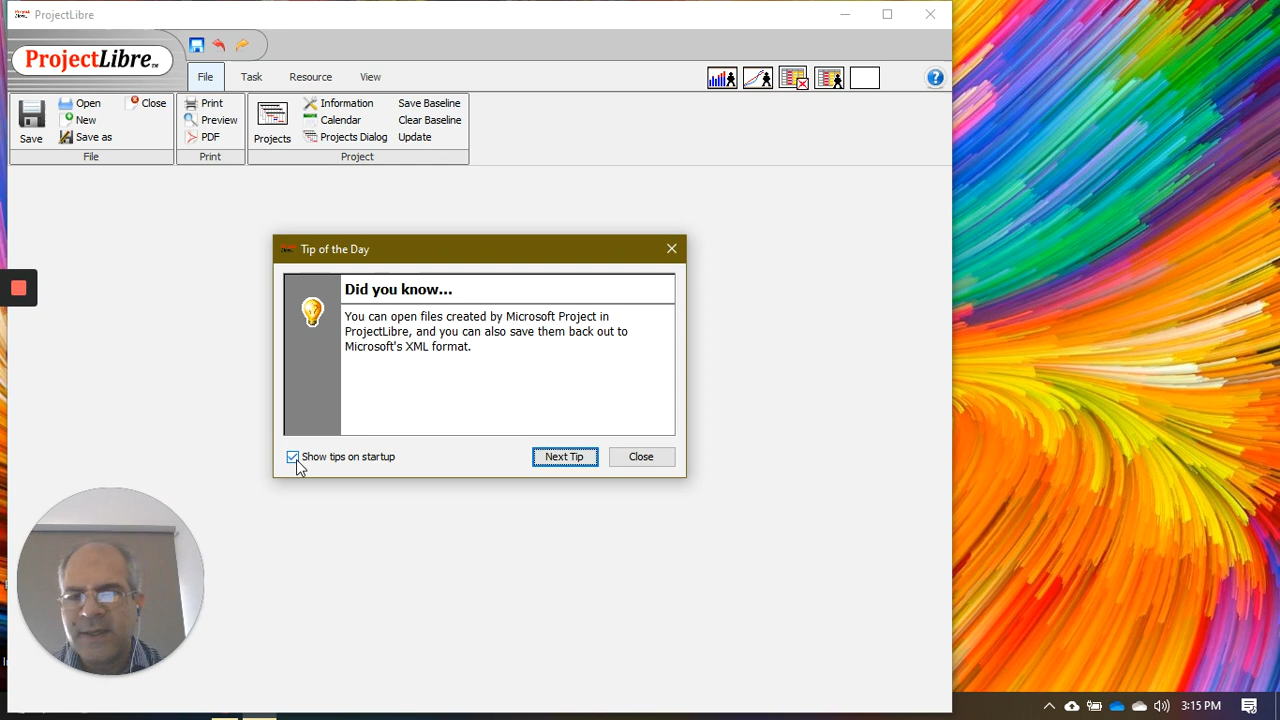 ProjectLibre
ProjectLibre™
File
Task
Resource
View
Open
Close
Print
Information
Save Baseline
New
Preview
Calendar
Clear Baseline
Save
Save as
PDF
Projects
Projects Dialog
Update
File
Print
Project
Tip of the Day
Did you know...
You can open files created by Microsoft Project in
ProjectLibre, and you can also save them back out to
Microsoft's XML format.
Show tips on startup
Next Tip
Close
3:15 PM